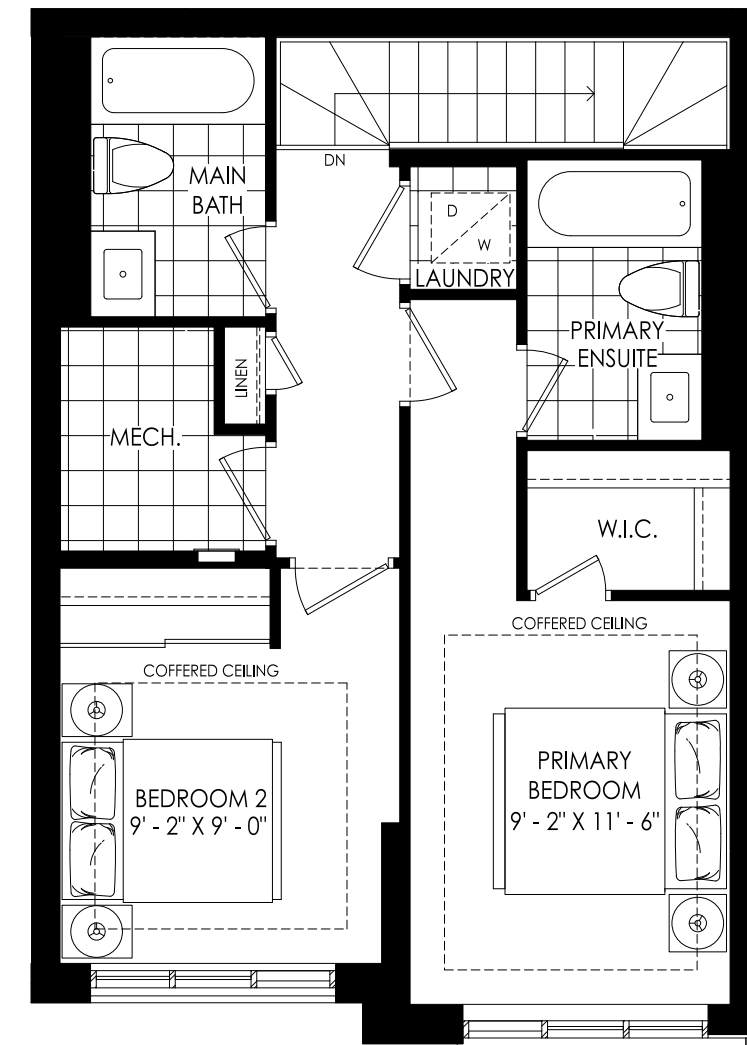 DN
MAIN
BATH
D
W
LAUNDRY
PRIMARY
ENSUITE
LINEN
MECH.
W.I.C.
COFFERED CEILING
COFFERED CEILING
PRIMARY
BEDROOM
9' - 2" X 11' - 6"
BEDROOM 2
9' - 2" X 9' - 0"